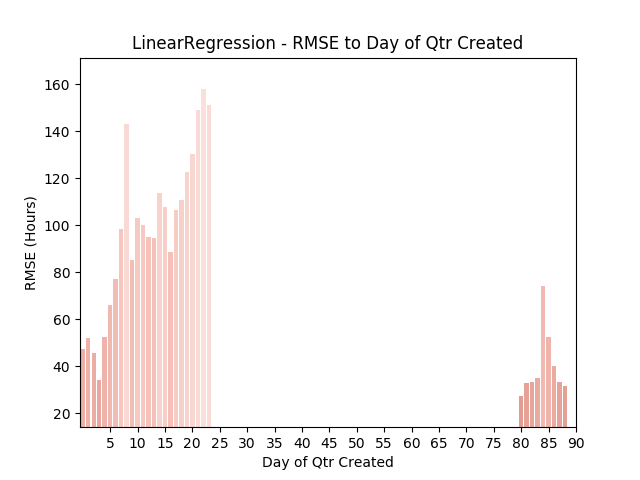 LinearRegression - RMSE to Day of Qtr Created
RMSE (Hours)
160
140
120
100
80
60
40
20
5 10 15 20 25 30 35 40 45 50 55 60 65 70 75 80 85 90
Day of Qtr Created